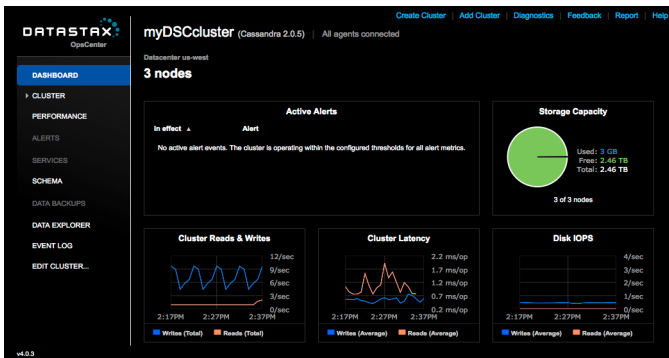 Create Cluster | Add Cluster | Diagnostics | Feedback | Report | Help
DATASTAX
OpsCenter
myDSCcluster (Cassandra 2.0.5) | All agents connected
Datacenter us-west
3 nodes
DASHBOARD
CLUSTER
PERFORMANCE
ALERTS
SERVICES
SCHEMA
DATA BACKUPS
DATA EXPLORER
EVENT LOG
EDIT CLUSTER...
v4.0.3
Active Alerts
In effect ▲ Alert
No active alert events. The cluster is operating within the configured thresholds for all alert metrics.
Storage Capacity
Used: 3 GB
Free: 2.46 TB
Total: 2.46 TB
3 of 3 nodes
Cluster Reads & Writes
12/sec
9/sec
6/sec
3/sec
0/sec
2:17PM 2:27PM 2:37PM
Writes (Total) Reads (Total)
Cluster Latency
2.2 ms/op
1.7 ms/op
1.2 ms/op
0.7 ms/op
0.2 ms/op
2:17PM 2:27PM 2:37PM
Writes (Average) Reads (Average)
Disk IOPS
4/sec
3/sec
2/sec
1/sec
0/sec
2:17PM 2:27PM 2:37PM
Writes (Average) Reads (Average)